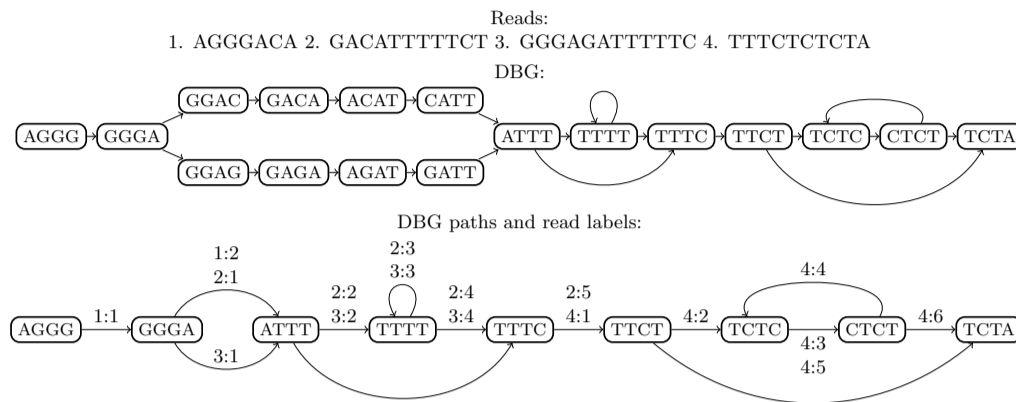 Reads:
1. AGGGACA 2. GACATTTTTCT 3. GGGAGATTTTTC 4. TTTCTCTCTA
DBG:
GGAC GACA ACAT CATT
AGGG GGGA ATTT TTTT TTTC TTCT TCTC CTCT TCTA
GGAG GAGA AGAT GATT
DBG paths and read labels:
1:2 2:3
2:1 3:3 4:4
1:1 2:2 2:4 2:5
3:2 3:4 4:1 4:2 4:6
AGGG GGGA ATTT TTTT TTTC TTCT TCTC CTCT TCTA
3:1 4:3
4:5